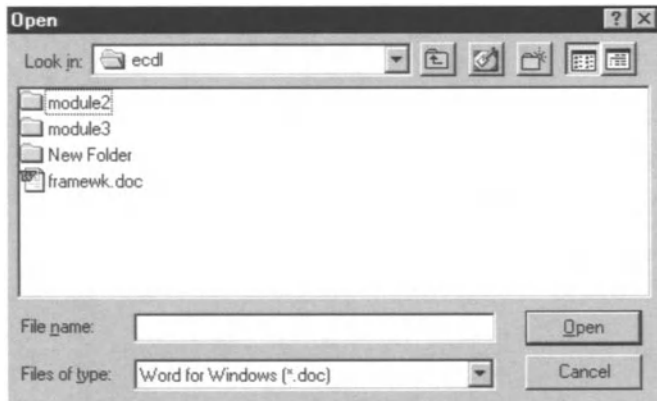 Open
Look in: ecdl
module2
module3
New Folder
framewk.doc
File name: Open
Files of type: Word for Windows (*.doc) Cancel